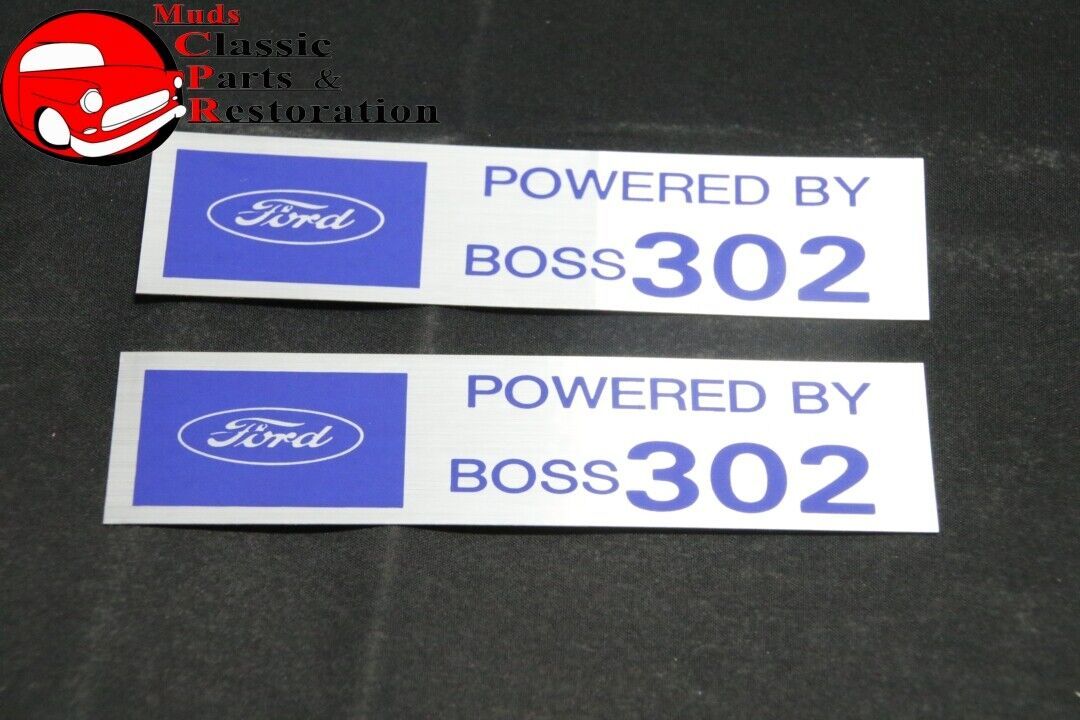 Muds
Classic
Parts &
Restoration
Ford
POWERED BY
BOSS 302
Ford
POWERED BY
BOSS 302